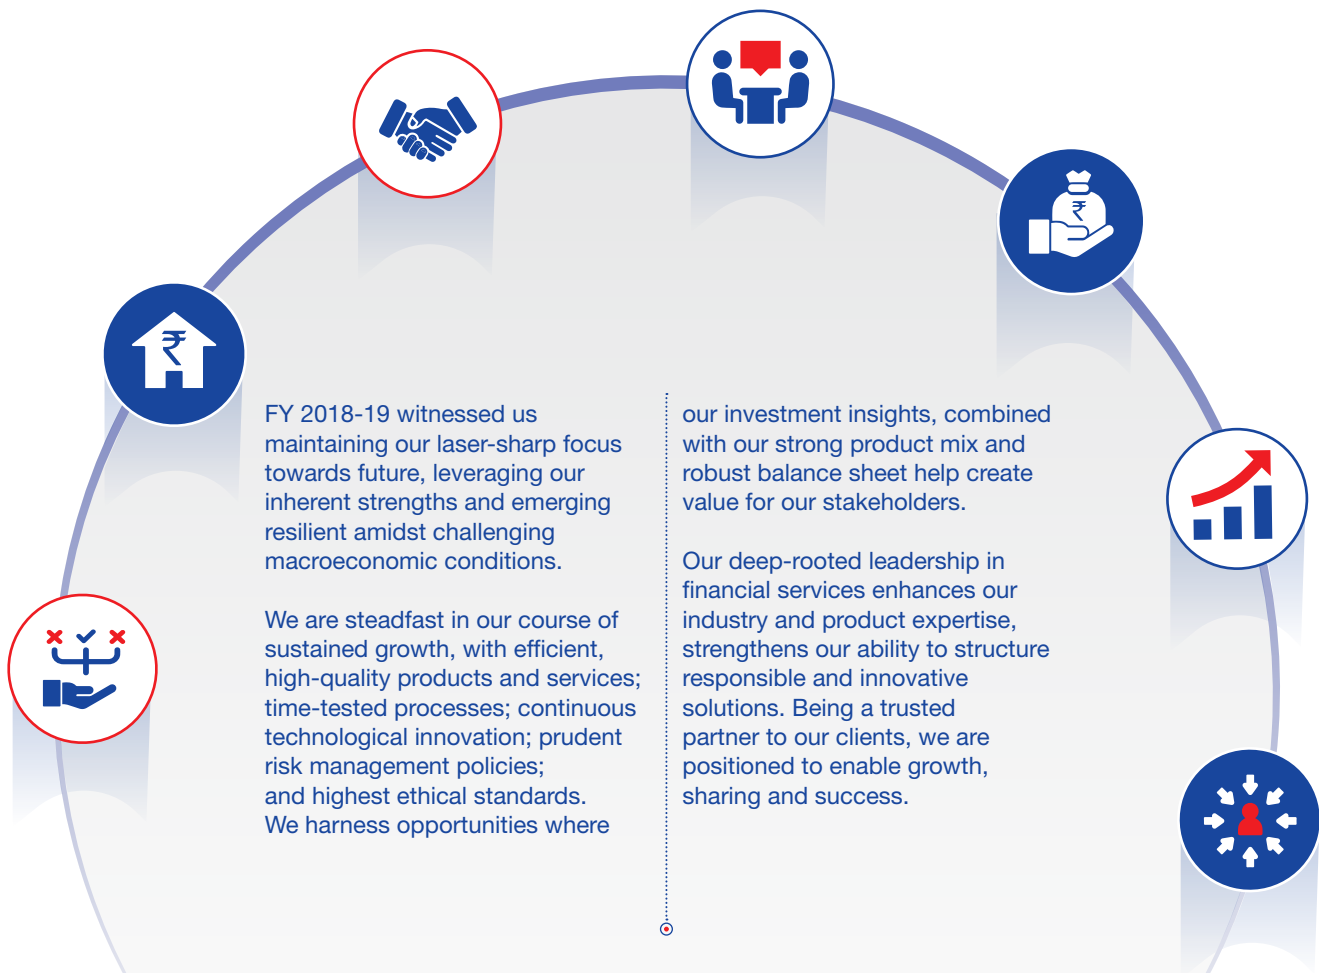 ₹
₹
FY 2018-19 witnessed us
maintaining our laser-sharp focus
towards future, leveraging our
inherent strengths and emerging
resilient amidst challenging
macroeconomic conditions.
We are steadfast in our course of
sustained growth, with efficient,
high-quality products and services;
time-tested processes; continuous
technological innovation; prudent
risk management policies;
and highest ethical standards.
We harness opportunities where
our investment insights, combined
with our strong product mix and
robust balance sheet help create
value for our stakeholders.
Our deep-rooted leadership in
financial services enhances our
industry and product expertise,
strengthens our ability to structure
responsible and innovative
solutions. Being a trusted
partner to our clients, we are
positioned to enable growth,
sharing and success.